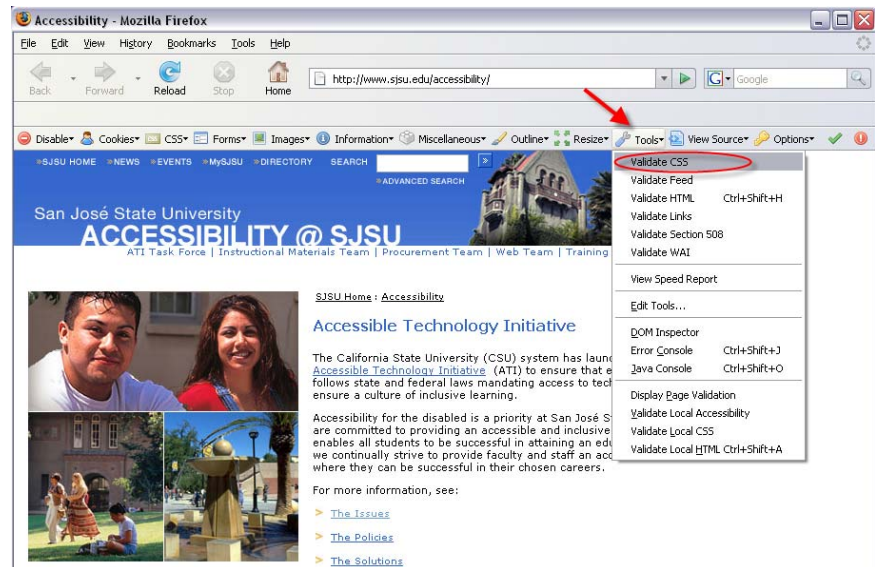 Accessibility - Mozilla Firefox
File Edit View History Bookmarks Tools Help
Back Forward Reload Stop Home http://www.sjsu.edu/accessibility/ G Google
Disable Cookies CSS Forms Images Information Miscellaneous Outline Resize Tools View Source Options
»SJSU HOME »NEWS »EVENTS »MySJSU »DIRECTORY SEARCH »
»ADVANCED SEARCH
San José State University
ACCESSIBILITY @ SJSU
ATI Task Force | Instructional Materials Team | Procurement Team | Web Team | Training
Validate CSS
Validate Feed
Validate HTML Ctrl+Shift+H
Validate Links
Validate Section 508
Validate WAI
View Speed Report
Edit Tools...
DOM Inspector
Error Console Ctrl+Shift+J
Java Console Ctrl+Shift+O
Display Page Validation
Validate Local Accessibility
Validate Local CSS
Validate Local HTML Ctrl+Shift+A
SJSU Home : Accessibility
Accessible Technology Initiative
The California State University (CSU) system has laun
Accessible Technology Initiative (ATI) to ensure that e
follows state and federal laws mandating access to tech
ensure a culture of inclusive learning.
Accessibility for the disabled is a priority at San José S
are committed to providing an accessible and inclusive
enables all students to be successful in attaining an edu
we continually strive to provide faculty and staff an acc
where they can be successful in their chosen careers.
For more information, see:
> The Issues
> The Policies
> The Solutions